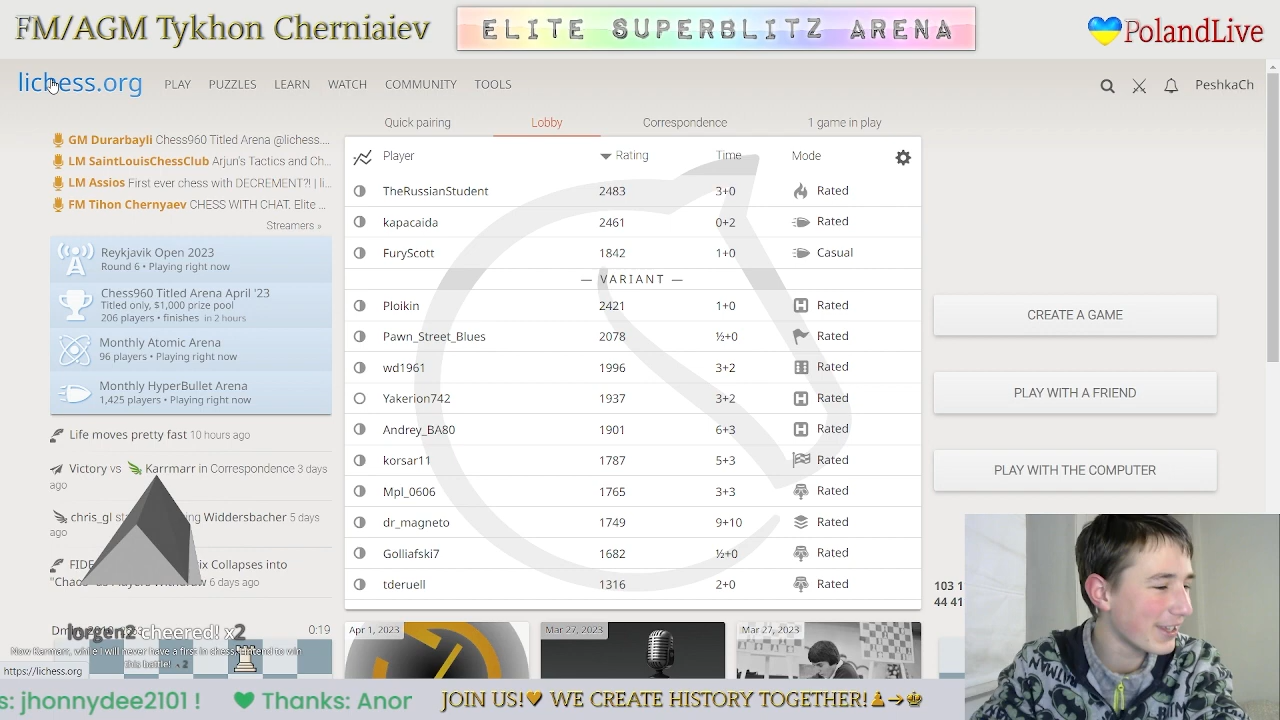 FM/AGM Tykhon Cherniaiev
ELITE SUPERBLITZ ARENA
PolandLive
lichess.org
PLAY PUZZLES LEARN WATCH COMMUNITY TOOLS
PeshkaCh
Quick pairing Lobby Correspondence 1 game in play
GM Durarbayli Chess960 Titled Arena @lichess....
LM SaintLouisChessClub Arjun's Tactics and Ch...
LM Assios First ever chess with DECREMENT?! | li...
FM Tihon Chernyaev CHESS WITH CHAT. Elite ...
Streamers »
Reykjavik Open 2023
Round 6 • Playing right now
Chess960 Titled Arena April '23
Titled only, $1,000 prize pool
206 players • finishes in 2 hours
Monthly Atomic Arena
96 players • Playing right now
Monthly HyperBullet Arena
1,425 players • Playing right now
Life moves pretty fast 10 hours ago
Victory vs Karrmarr in Correspondence 3 days
ago
chris_gl Widdersbacher 5 days
ago
FIDE Collapses into
6 days ago
0:19
Player Rating Time Mode
TheRussianStudent 2483 3+0 Rated
kapacaida 2461 0+2 Rated
FuryScott 1842 1+0 Casual
— VARIANT —
Ploikin 2421 1+0 Rated
Pawn_Street_Blues 2078 ½+0 Rated
wd1961 1996 3+2 Rated
Yakerion742 1937 3+2 Rated
Andrey_BA80 1901 6+3 Rated
korsar11 1787 5+3 Rated
Mpl_0606 1765 3+3 Rated
dr_magneto 1749 9+10 Rated
Golliafski7 1682 ½+0 Rated
tderuell 1316 2+0 Rated
CREATE A GAME
PLAY WITH A FRIEND
PLAY WITH THE COMPUTER
103 1
44 41
Apr 1, 2023
Mar 27, 2023
Mar 27, 2023
lorgen2 cheered! x2
this battle!
https://lichess.org
s: jhonnydee2101 ! Thanks: Anor
JOIN US! WE CREATE HISTORY TOGETHER!